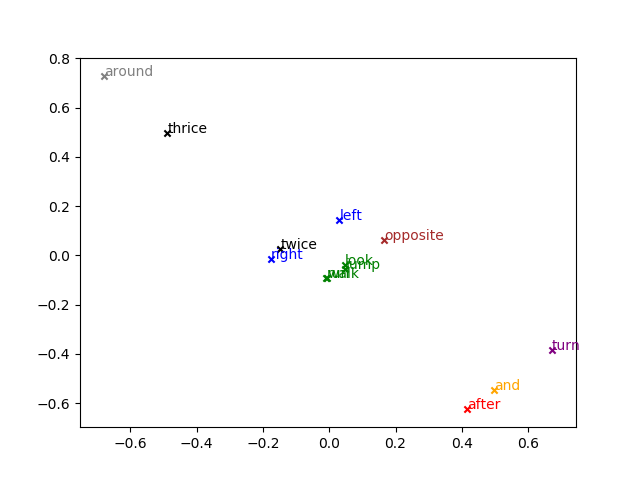 0.8
around
0.6
thrice
0.4
0.2
left
opposite
twice
0.0
right
look
jump
walk
−0.2
turn
−0.4
and
after
−0.6
−0.6 −0.4 −0.2 0.0 0.2 0.4 0.6